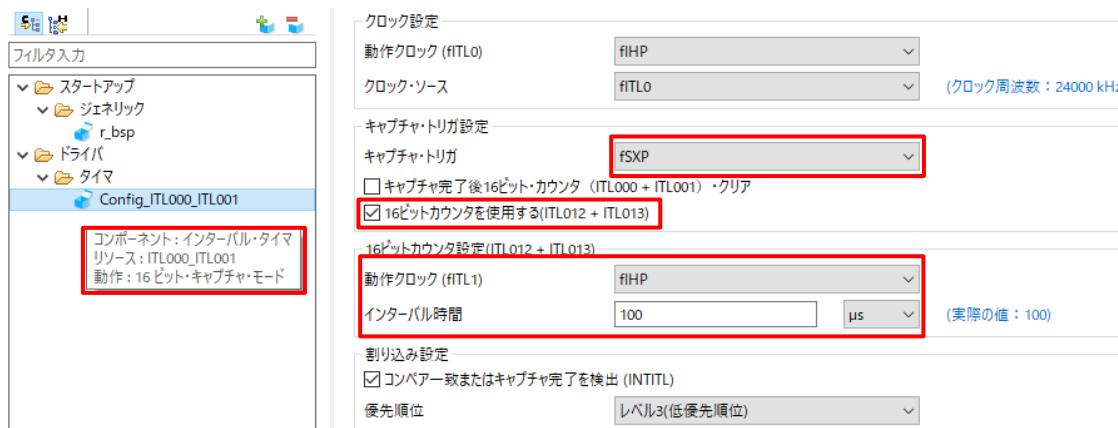 フィルタ入力
スタートアップ
ジェネリック
r_bsp
ドライバ
タイマ
Config_ITL000_ITL001
コンポーネント : インターバル・タイマ
リソース : ITL000_ITL001
動作 : 16 ビット・キャプチャ・モード
クロック設定
動作クロック (fITL0) fIHP
クロック・ソース fITL0 (クロック周波数：24000 kHz
キャプチャ・トリガ設定
キャプチャ・トリガ fSXP
キャプチャ完了後16ビット・カウンタ（ITL000 + ITL001）・クリア
16ビットカウンタを使用する(ITL012 + ITL013)
16ビットカウンタ設定(ITL012 + ITL013)
動作クロック (fITL1) fIHP
インターバル時間 100 µs (実際の値：100)
割り込み設定
コンペアー致またはキャプチャ完了を検出 (INTITL)
優先順位 レベル3(低優先順位)